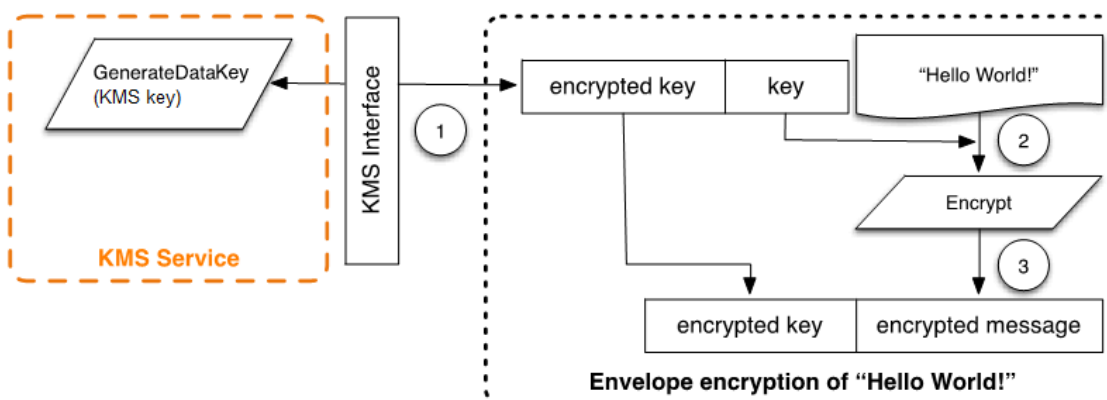 GenerateDataKey
(KMS key)
KMS Service
KMS Interface
1
encrypted key
key
“Hello World!”
2
Encrypt
3
encrypted key
encrypted message
Envelope encryption of “Hello World!”